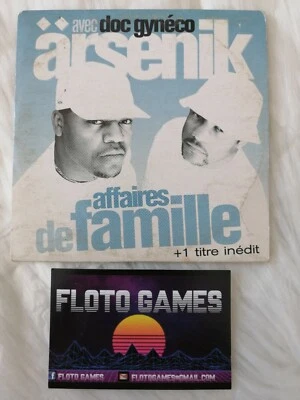 avec doc gynéco
ärsenik
affaires
de famille
+1 titre inédit
FLOTO GAMES
FLOTO GAMES
FLOTOGAMES@GMAIL.COM